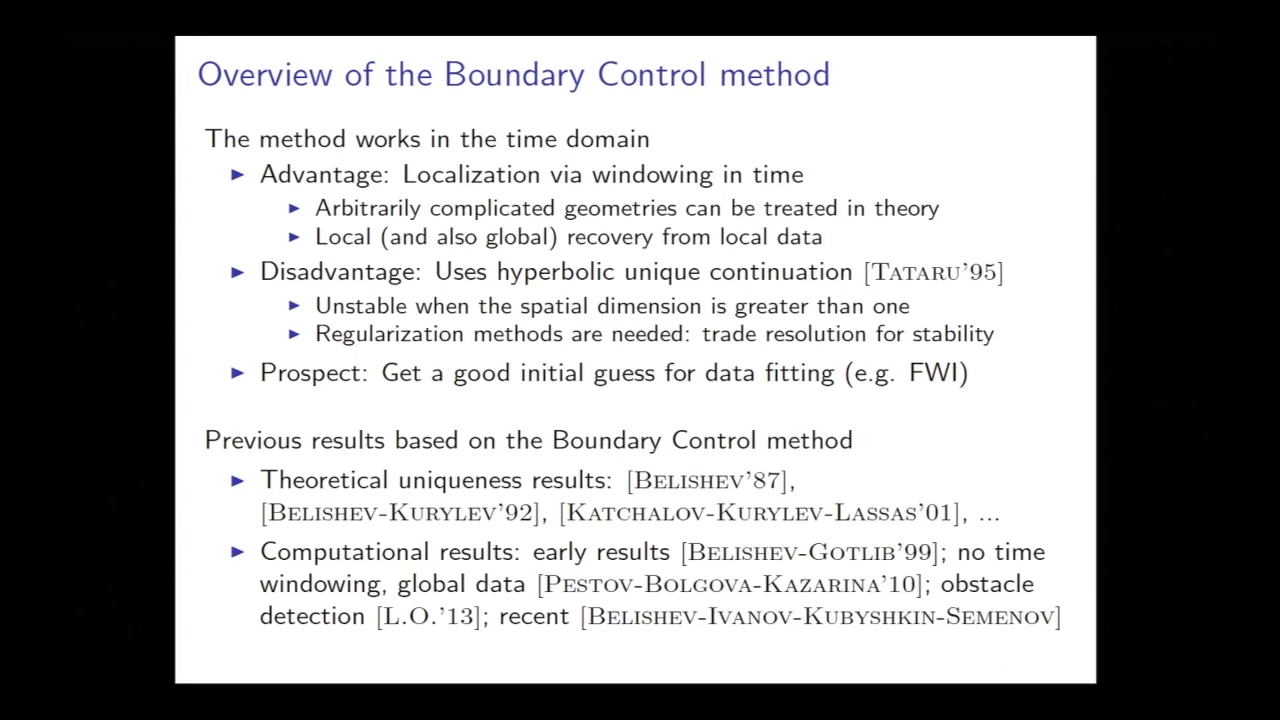 Overview of the Boundary Control method
The method works in the time domain
▶ Advantage: Localization via windowing in time
▶ Arbitrarily complicated geometries can be treated in theory
▶ Local (and also global) recovery from local data
▶ Disadvantage: Uses hyperbolic unique continuation [Tataru'95]
▶ Unstable when the spatial dimension is greater than one
▶ Regularization methods are needed: trade resolution for stability
▶ Prospect: Get a good initial guess for data fitting (e.g. FWI)
Previous results based on the Boundary Control method
▶ Theoretical uniqueness results: [Belishev'87],
[Belishev-Kurylev'92], [Katchalov-Kurylev-Lassas'01], ...
▶ Computational results: early results [Belishev-Gotlib'99]; no time
windowing, global data [Pestov-Bolgova-Kazarina'10]; obstacle
detection [L.O.'13]; recent [Belishev-Ivanov-Kubyshkin-Semenov]